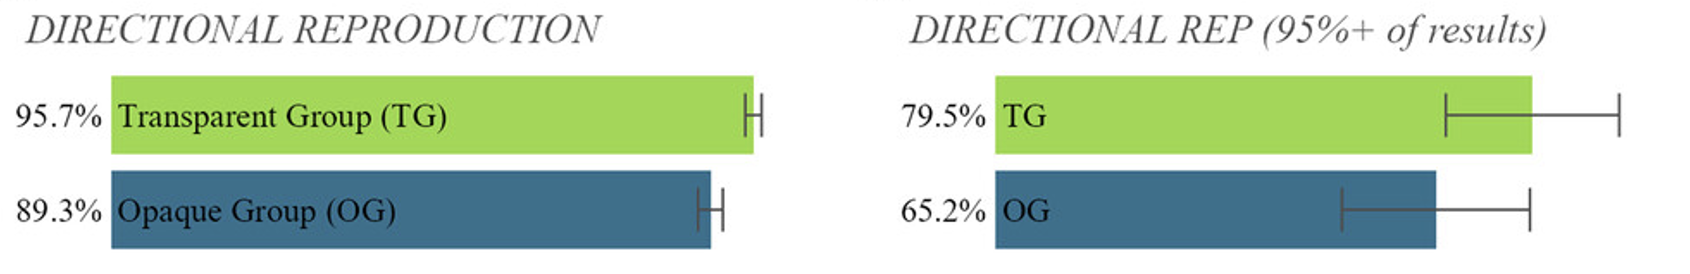 DIRECTIONAL REPRODUCTION
95.7% Transparent Group (TG)
89.3% Opaque Group (OG)
DIRECTIONAL REP (95%+ of results)
79.5% TG
65.2% OG